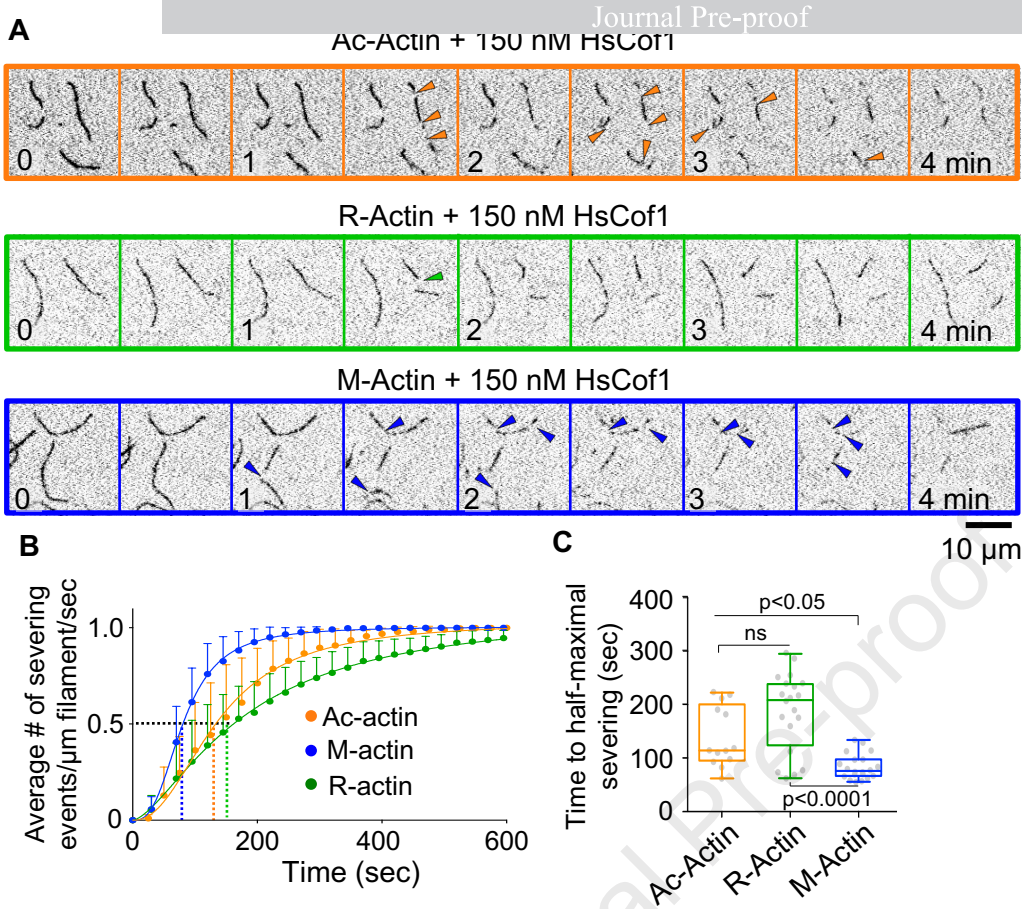 Journal Pre-proof
A
Ac-Actin + 150 nM HsCof1
0 1 2 3 4 min
R-Actin + 150 nM HsCof1
0 1 2 3 4 min
M-Actin + 150 nM HsCof1
0 1 2 3 4 min
10 µm
B
Average # of severing
events/µm filament/sec
1.0
0.5
0
0 200 400 600
Time (sec)
Ac-actin
M-actin
R-actin
C
Time to half-maximal
severing (sec)
400
300
200
100
0
p<0.05
ns
p<0.0001
Ac-Actin
R-Actin
M-Actin
al Pre-proof